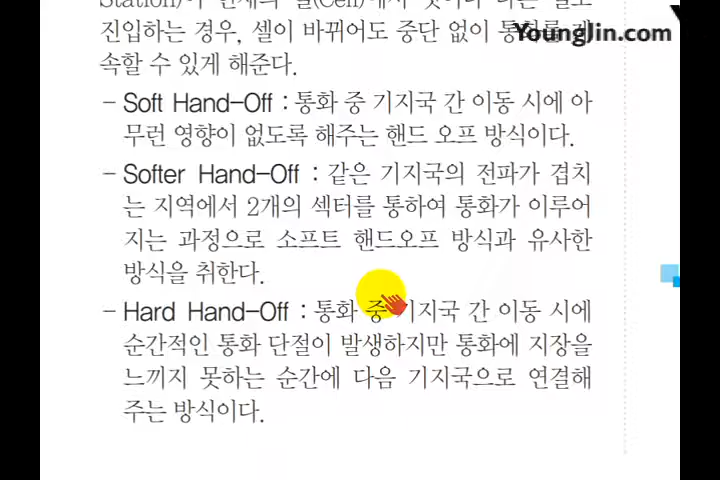 YoungJin.com
진입하는 경우, 셀이 바뀌어도 중단 없이 통화를
속할 수 있게 해준다.
- Soft Hand-Off : 통화 중 기지국 간 이동 시에 아
무런 영향이 없도록 해주는 핸드 오프 방식이다.
- Softer Hand-Off : 같은 기지국의 전파가 겹치
는 지역에서 2개의 섹터를 통하여 통화가 이루어
지는 과정으로 소프트 핸드오프 방식과 유사한
방식을 취한다.
- Hard Hand-Off : 통화 중 기지국 간 이동 시에
순간적인 통화 단절이 발생하지만 통화에 지장을
느끼지 못하는 순간에 다음 기지국으로 연결해
주는 방식이다.